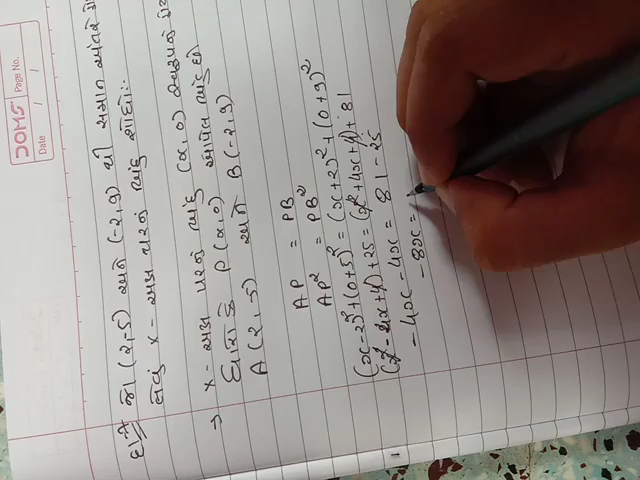 DOMS
Page No.
Date / /
દા.ત. જો (2,-5) અને (-2,9) થી સમાન અંતરે
તેવું x-અક્ષ પરનું બિંદુ શોધો:-
→ x-અક્ષ પરનું બિંદુ (x, 0) સ્વરૂપનું
ધારોકે P(x,0) આપેલ બિંદુ છે
A(2,-5) અને B(-2,9)
AP = PB
AP² = PB²
(x-2)²+(0+5)² = (x+2)²+(0+9)²
(x²-4x+4)+25 = (x²+4x+4)+81
-4x-4x = 81-25
-8x =